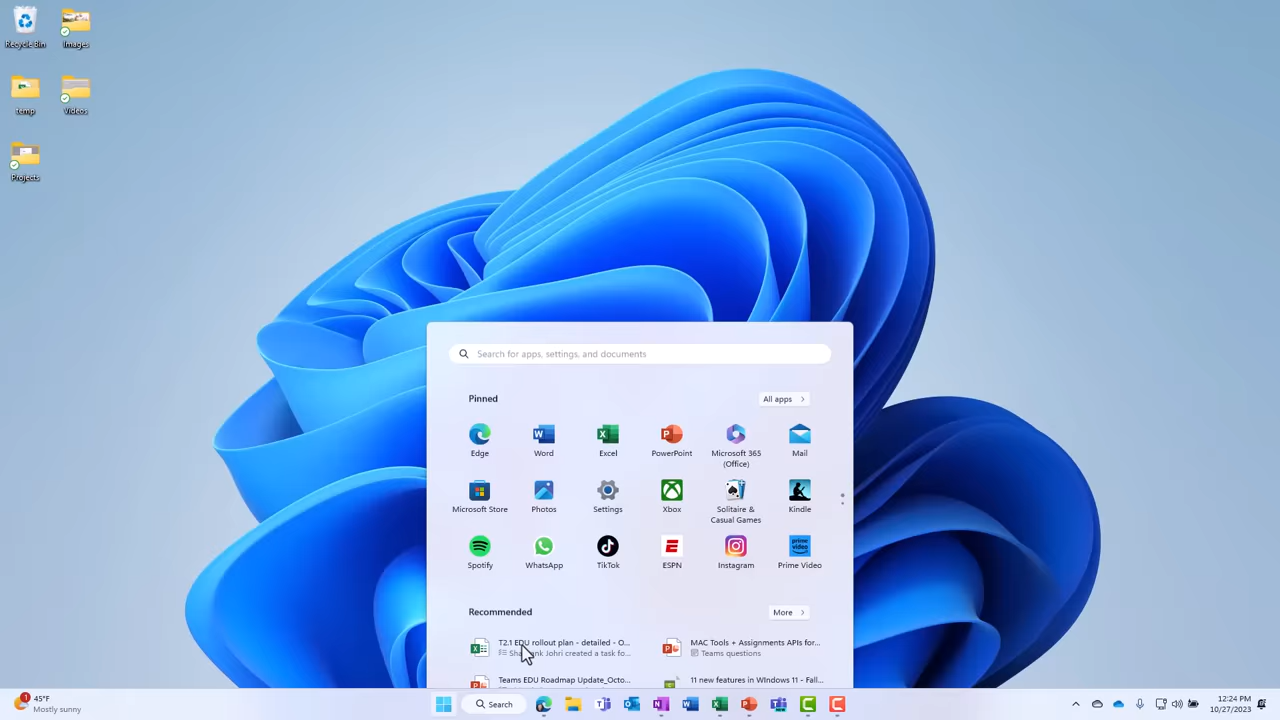 Recycle Bin
Images
temp
Videos
Projects
Search for apps, settings, and documents
Pinned
All apps
Edge
Word
Excel
PowerPoint
Microsoft 365
(Office)
Mail
Microsoft Store
Photos
Settings
Xbox
Solitaire &
Casual Games
Kindle
Spotify
WhatsApp
TikTok
ESPN
Instagram
prime
video
Prime Video
Recommended
More
T2.1 EDU rollout plan - detailed - O...
Johri created a task fo...
MAC Tools + Assignments APIs for...
Teams questions
Teams EDU Roadmap Update_Octo...
11 new features in WIndows 11 - Fall...
1
45°F
Mostly sunny
Search
12:24 PM
10/27/2023